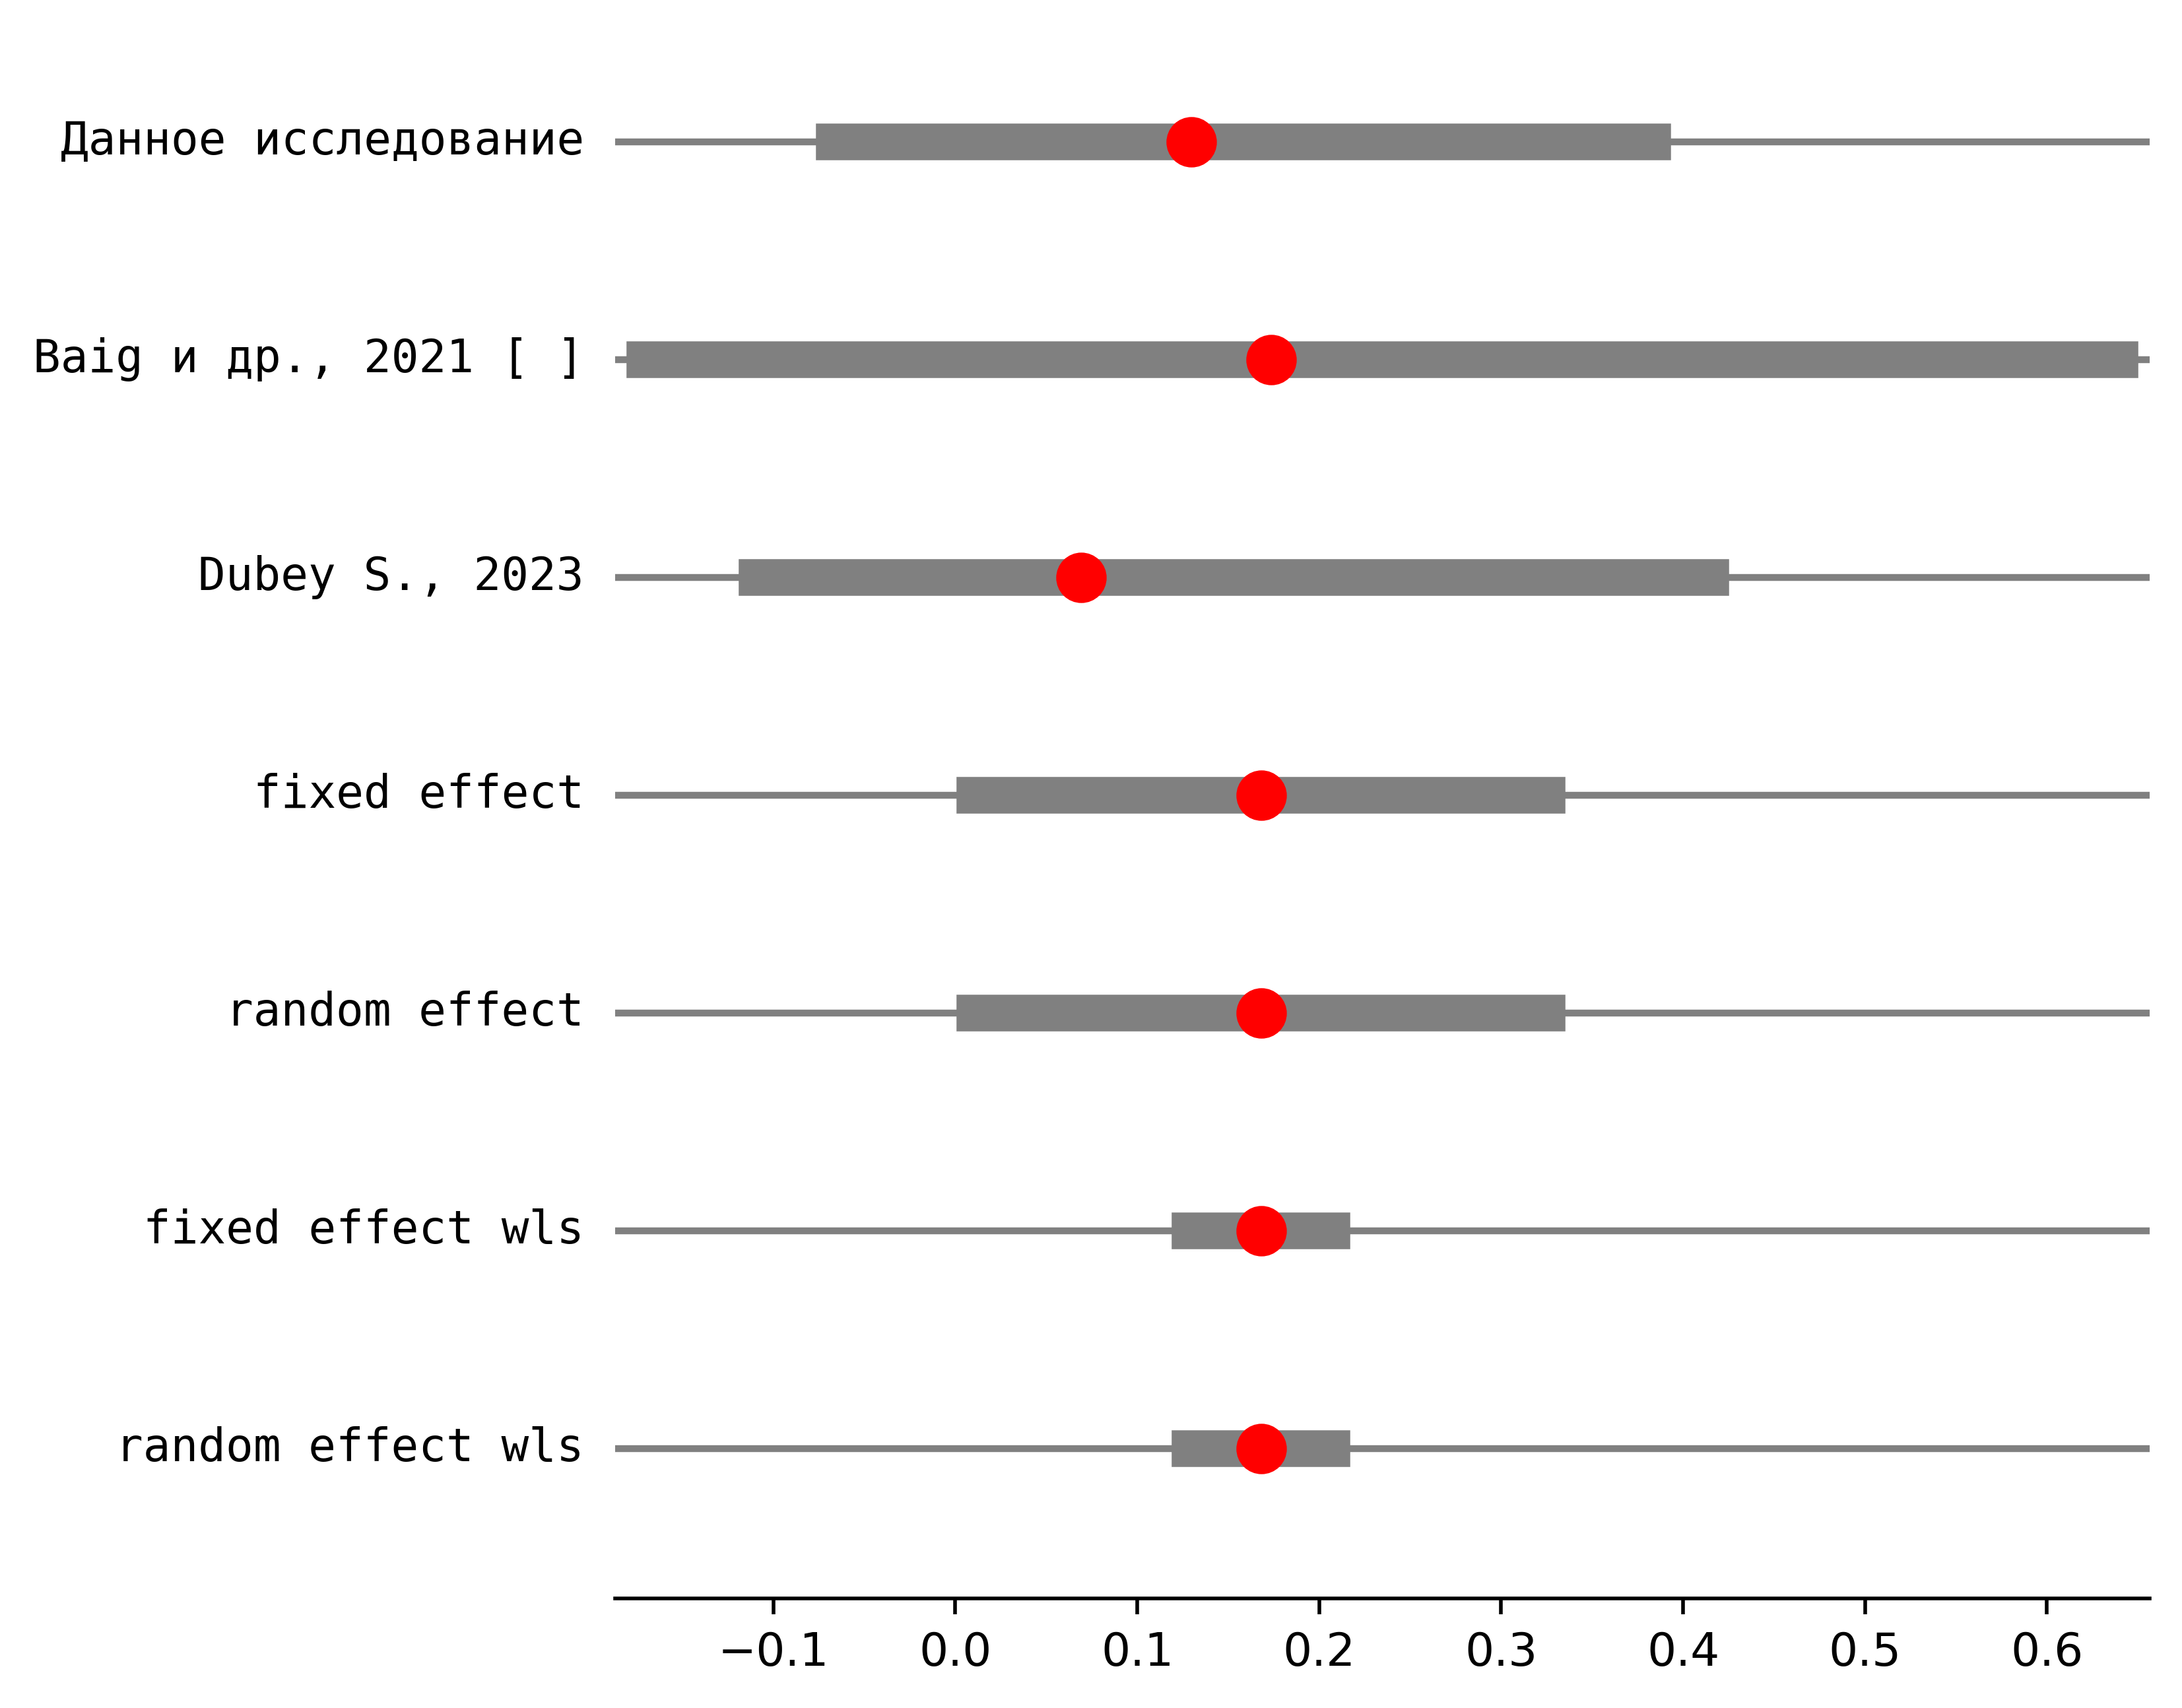 Данное исследование
Baig и др., 2021 [ ]
Dubey S., 2023
fixed effect
random effect
fixed effect wls
random effect wls
−0.1 0.0 0.1 0.2 0.3 0.4 0.5 0.6